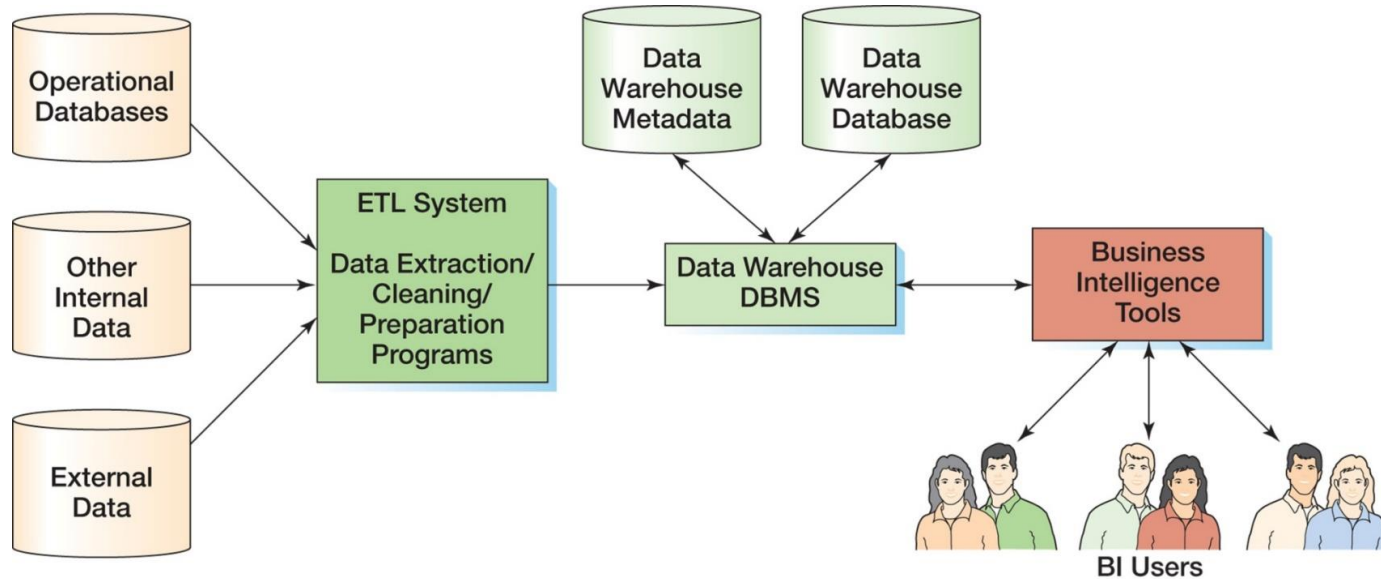 Operational
Databases
Other
Internal
Data
External
Data
ETL System
Data Extraction/
Cleaning/
Preparation
Programs
Data
Warehouse
Metadata
Data
Warehouse
Database
Data Warehouse
DBMS
Business
Intelligence
Tools
BI Users